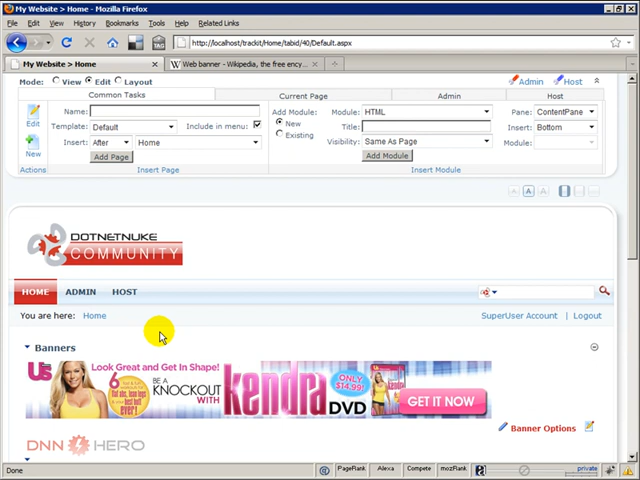 My Website > Home - Mozilla Firefox
File Edit View History Bookmarks Tools Help Related Links
TAG http://localhost/trackit/Home/tabid/40/Default.aspx
My Website > Home Web banner - Wikipedia, the free ency...
Mode: View Edit Layout Admin Host
Common Tasks Current Page Admin Host
Edit Name: Add Module: New Existing Module: HTML Pane: ContentPane
Template: Default Include in menu: Title: Insert: Bottom
New Insert: After Home Visibility: Same As Page Module:
Add Page Add Module
Actions Insert Page Insert Module
A A A
DOTNETNUKE
COMMUNITY
HOME ADMIN HOST
You are here: Home SuperUser Account | Logout
Banners
Us Look Great and Get In Shape!
6
BE A
KNOCKOUT
WITH
kendra
ONLY
$14.99!
DVD
GET IT NOW
Banner Options
DNN HERO
Done PageRank Alexa Compete mozRank private